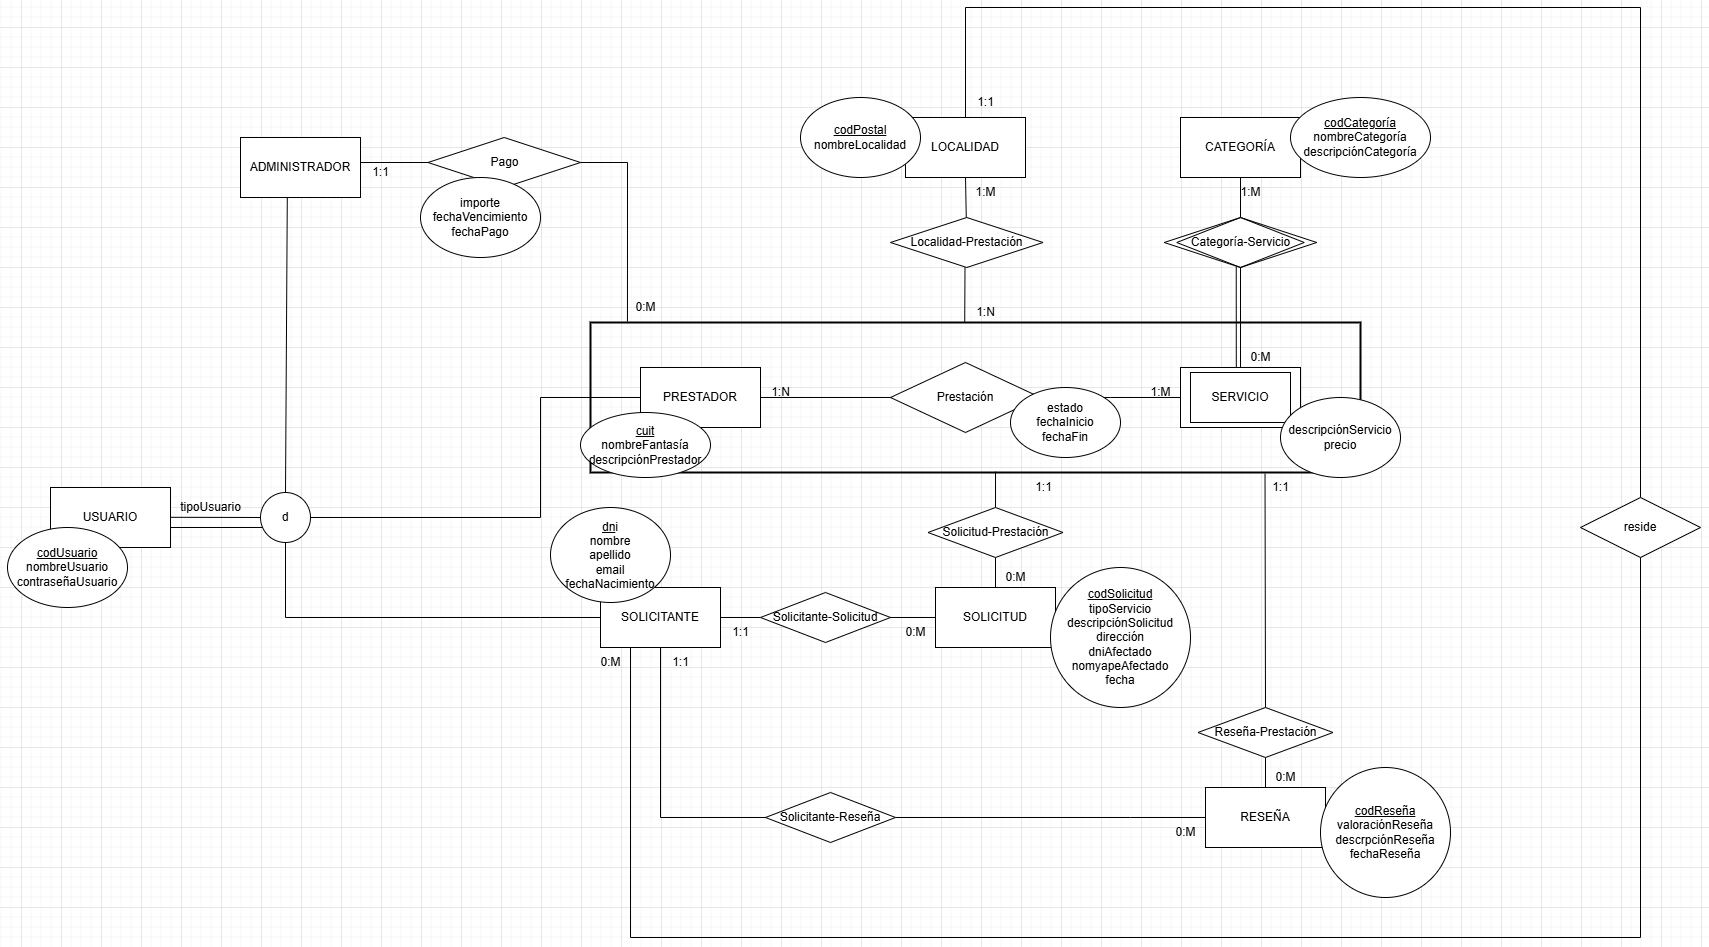 1:1
codPostal
nombreLocalidad
LOCALIDAD
CATEGORÍA
codCategoría
nombreCategoría
descripciónCategoría
ADMINISTRADOR
1:1
Pago
importe
fechaVencimiento
fechaPago
1:M
1:M
Localidad-Prestación
Categoría-Servicio
0:M
1:N
0:M
PRESTADOR
1:N
Prestación
1:M
SERVICIO
cuit
nombreFantasía
descripciónPrestador
estado
fechaInicio
fechaFin
descripciónServicio
precio
1:1
1:1
USUARIO
tipoUsuario
d
codUsuario
nombreUsuario
contraseñaUsuario
dni
nombre
apellido
email
fechaNacimiento
Solicitud-Prestación
reside
0:M
SOLICITANTE
1:1
Solicitante-Solicitud
0:M
SOLICITUD
codSolicitud
tipoServicio
descripciónSolicitud
dirección
dniAfectado
nomyapeAfectado
fecha
0:M
1:1
Reseña-Prestación
0:M
Solicitante-Reseña
0:M
RESEÑA
codReseña
valoraciónReseña
descrpciónReseña
fechaReseña